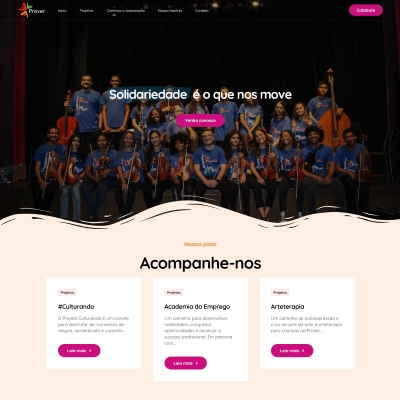 Prover
Início
Projetos
Conheça a Associação
Nossa história
Contato
Colabore
Solidariedade é o que nos move
Venha conosco
Nossos posts
Acompanhe-nos
Projetos
#Culturando
O Projeto Culturando é um convite
para desfrutar de momentos de
alegria, aprendizado e conexão...
Leia mais >
Projetos
Academia do Emprego
Um caminho para desenvolver
habilidades, conquistar
oportunidades e alcançar o
sucesso profissional. Em parceria
com...
Leia mais >
Projetos
Arteterapia
Um caminho de autoexpressão e
cura através da arte. A arteterapia
para crianças na Prover...
Leia mais >